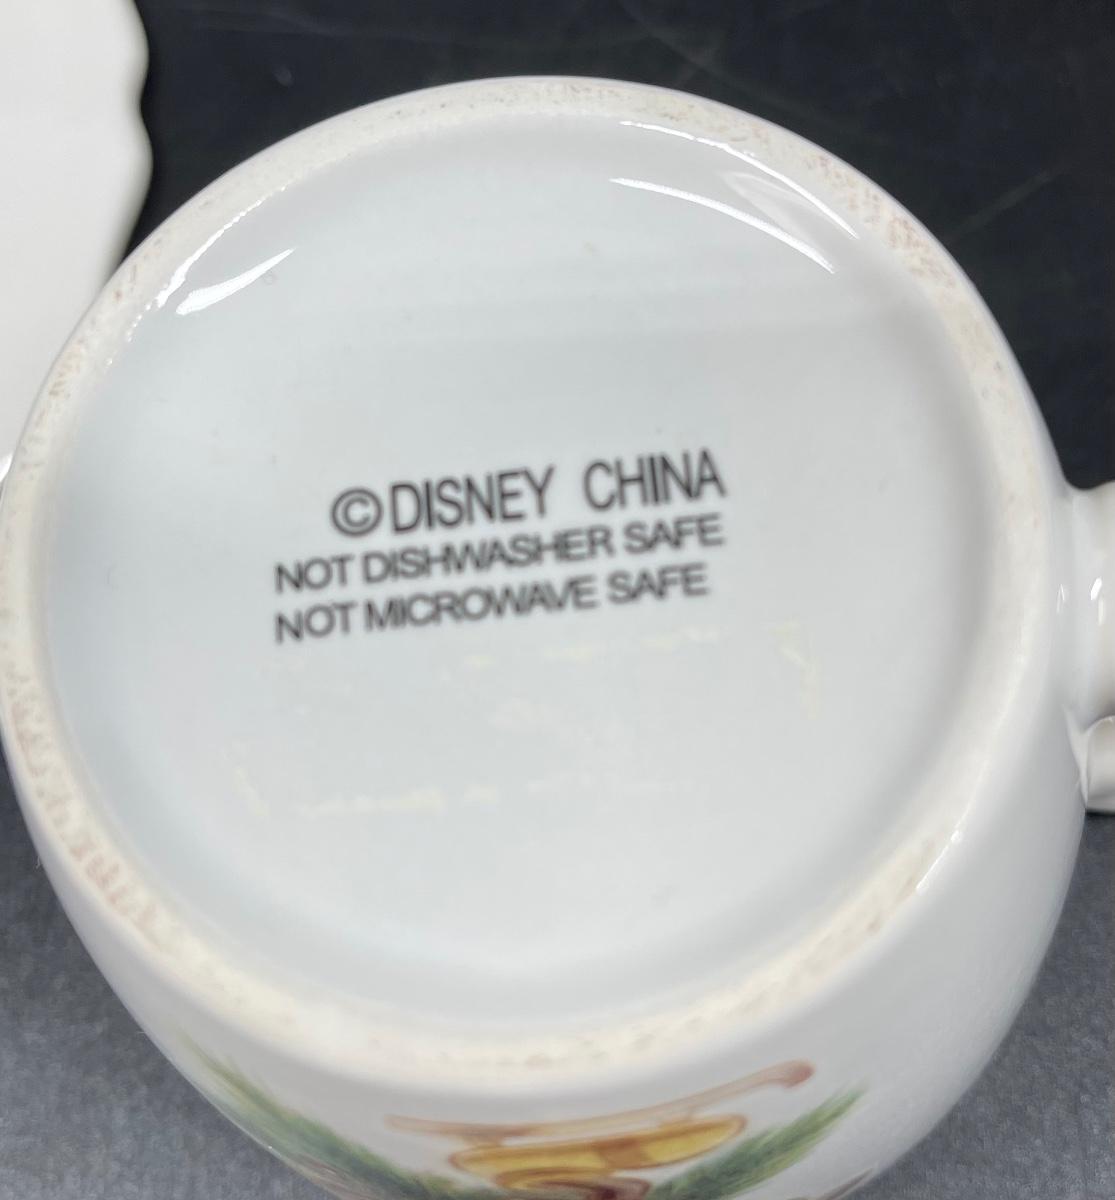 ©DISNEY CHINA
NOT DISHWASHER SAFE
NOT MICROWAVE SAFE